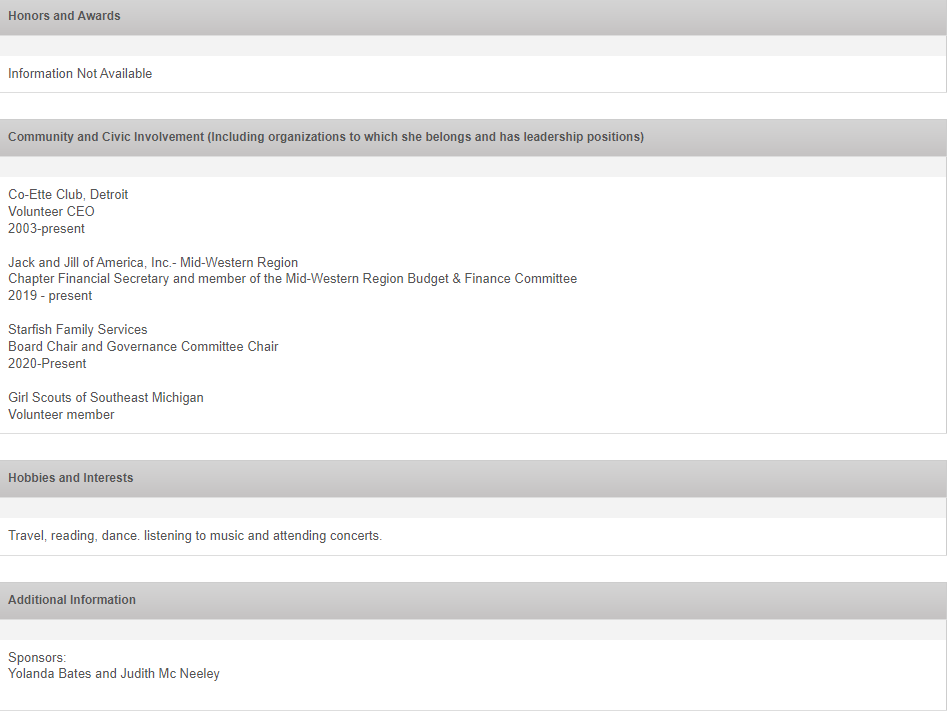 Honors and Awards
Information Not Available
Community and Civic Involvement (Including organizations to which she belongs and has leadership positions)
Co-Ette Club, Detroit
Volunteer CEO
2003-present
Jack and Jill of America, Inc.- Mid-Western Region
Chapter Financial Secretary and member of the Mid-Western Region Budget & Finance Committee
2019 - present
Starfish Family Services
Board Chair and Governance Committee Chair
2020-Present
Girl Scouts of Southeast Michigan
Volunteer member
Hobbies and Interests
Travel, reading, dance. listening to music and attending concerts.
Additional Information
Sponsors:
Yolanda Bates and Judith Mc Neeley